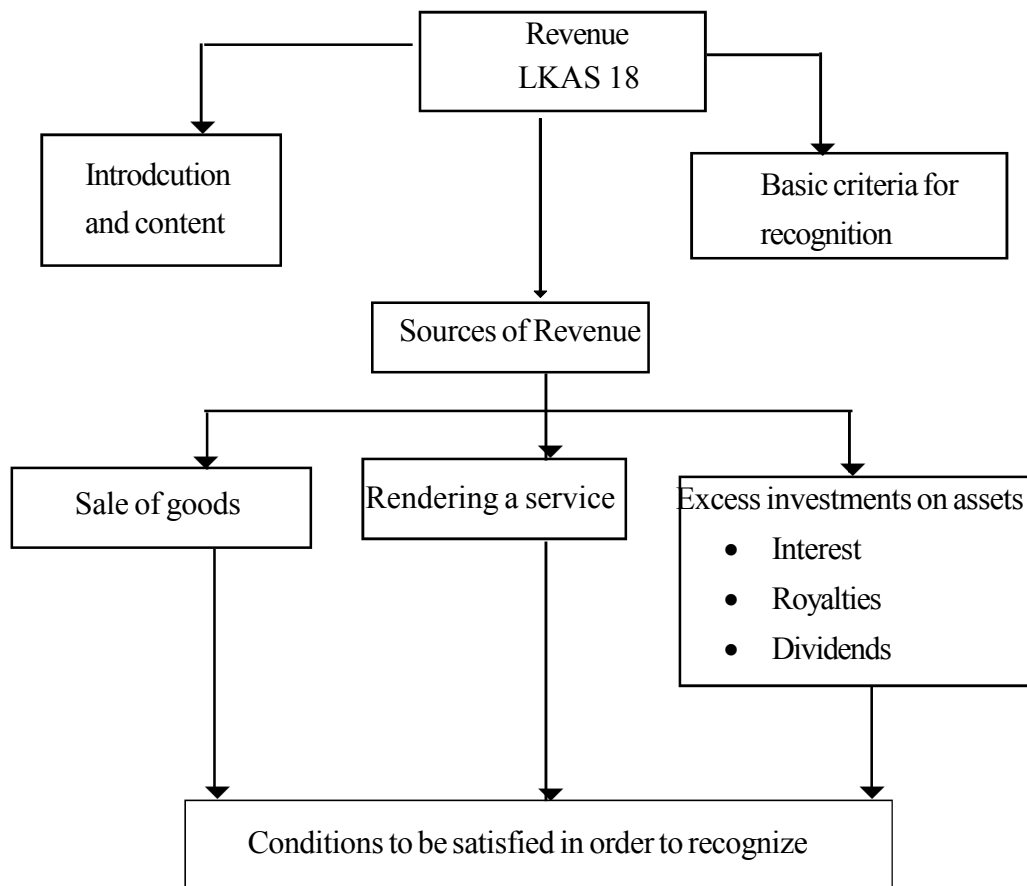 Revenue
LKAS 18
Introdcution
and content
Basic criteria for
recognition
Sources of Revenue
Sale of goods
Rendering a service
Excess investments on assets
• Interest
• Royalties
• Dividends
Conditions to be satisfied in order to recognize